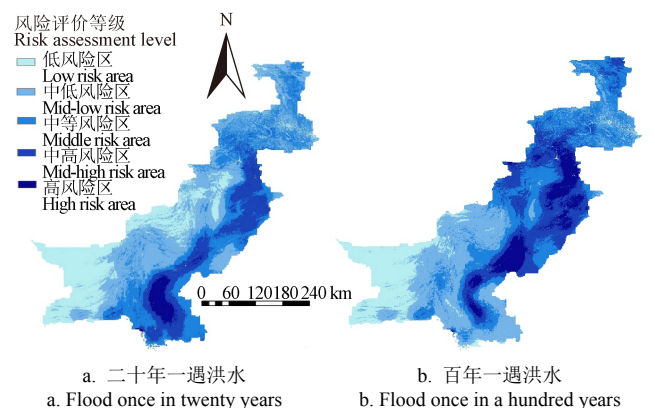 风险评价等级
Risk assessment level
低风险区
Low risk area
中低风险区
Mid-low risk area
中等风险区
Middle risk area
中高风险区
Mid-high risk area
高风险区
High risk area
N
0 60 120180 240 km
a. 二十年一遇洪水
a. Flood once in twenty years
b. 百年一遇洪水
b. Flood once in a hundred years